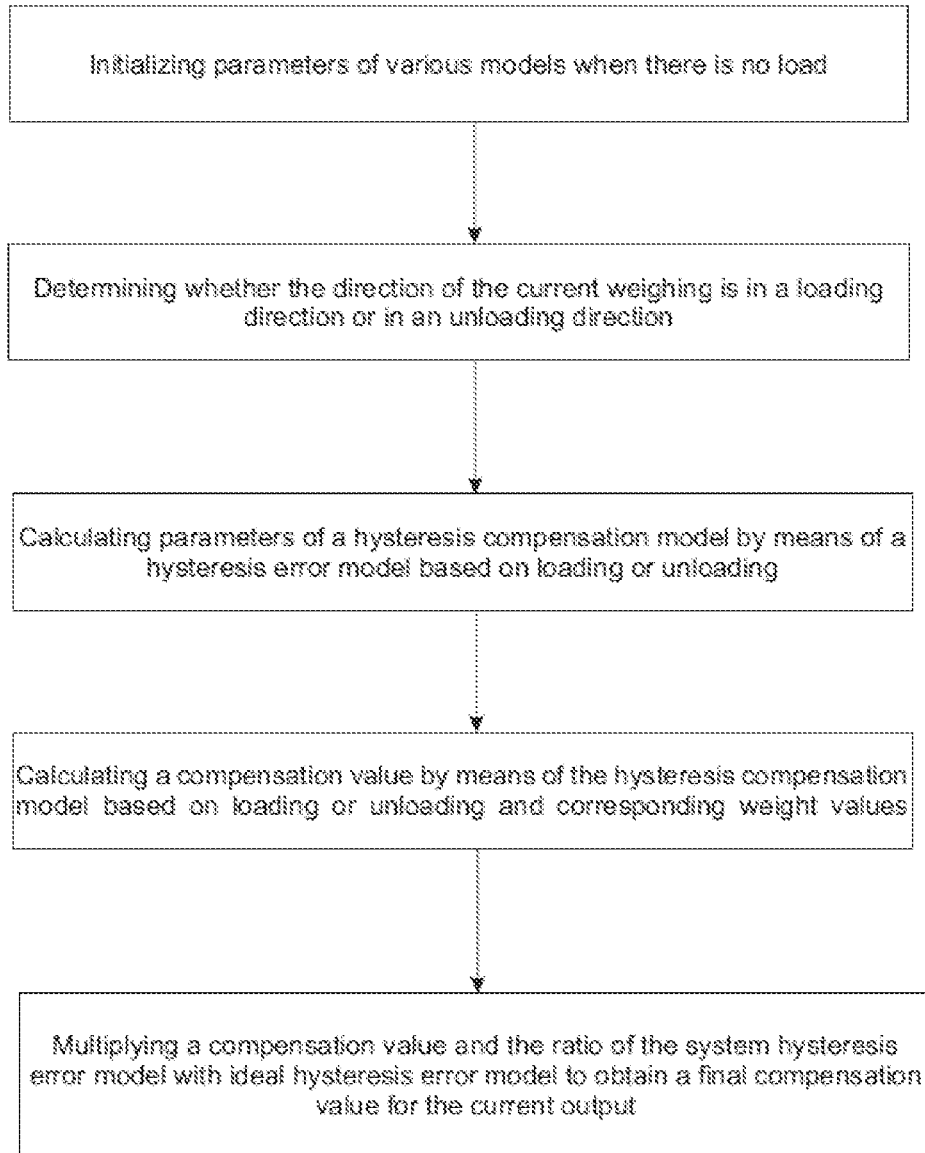 Initializing parameters of various models when there is no load
Determining whether the direction of the current weighing is in a loading
direction or in an unloading direction
Calculating parameters of a hysteresis compensation model by means of a
hysteresis error model based on loading or unloading
Calculating a compensation value by means of the hysteresis compensation
model based on loading or unloading and corresponding weight values
Multiplying a compensation value and the ratio of the system hysteresis
error model with ideal hysteresis error model to obtain a final compensation
value for the current output